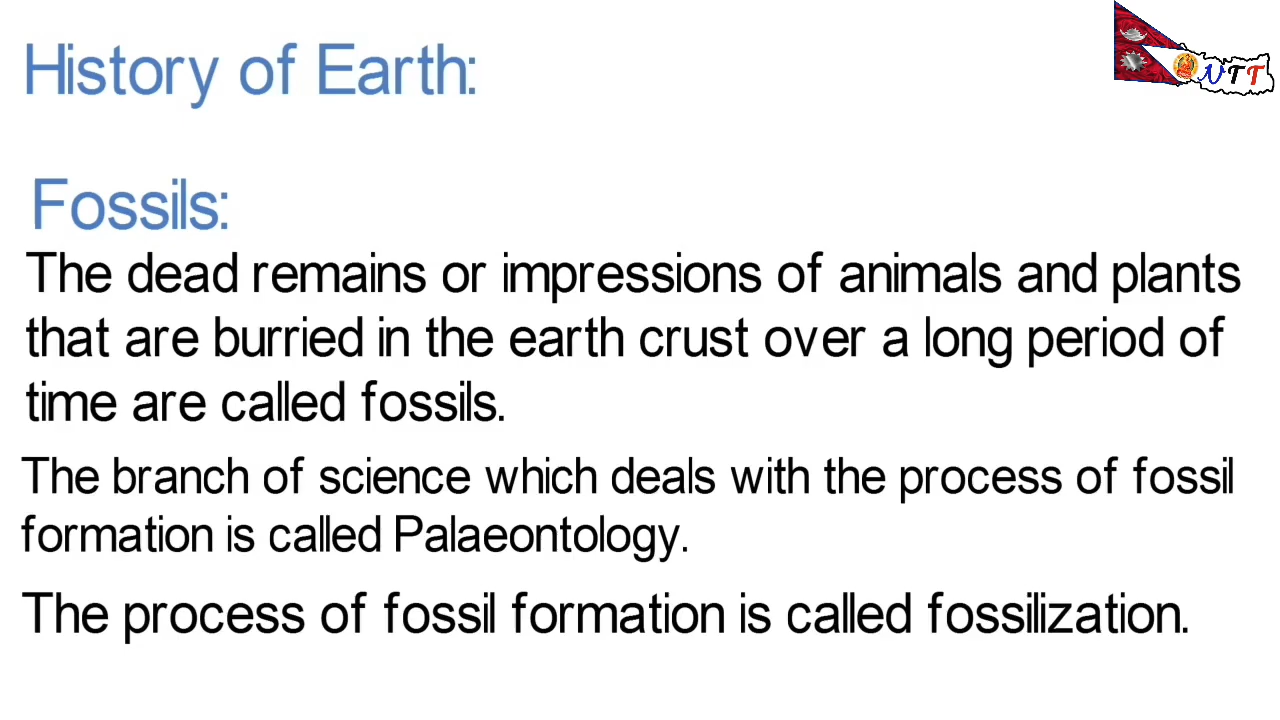 History of Earth:
NTT
Fossils:
The dead remains or impressions of animals and plants
that are burried in the earth crust over a long period of
time are called fossils.
The branch of science which deals with the process of fossil
formation is called Palaeontology.
The process of fossil formation is called fossilization.